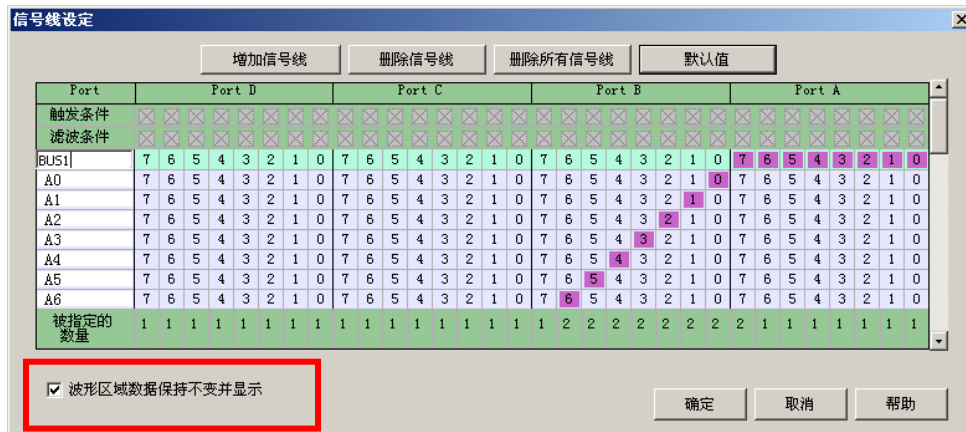 信号线设定
增加信号线 删除信号线 删除所有信号线 默认值
Port Port D Port C Port B Port A
触发条件
滤波条件
BUS1 7 6 5 4 3 2 1 0 7 6 5 4 3 2 1 0 7 6 5 4 3 2 1 0 7 6 5 4 3 2 1 0
A0 7 6 5 4 3 2 1 0 7 6 5 4 3 2 1 0 7 6 5 4 3 2 1 0 7 6 5 4 3 2 1 0
A1 7 6 5 4 3 2 1 0 7 6 5 4 3 2 1 0 7 6 5 4 3 2 1 0 7 6 5 4 3 2 1 0
A2 7 6 5 4 3 2 1 0 7 6 5 4 3 2 1 0 7 6 5 4 3 2 1 0 7 6 5 4 3 2 1 0
A3 7 6 5 4 3 2 1 0 7 6 5 4 3 2 1 0 7 6 5 4 3 2 1 0 7 6 5 4 3 2 1 0
A4 7 6 5 4 3 2 1 0 7 6 5 4 3 2 1 0 7 6 5 4 3 2 1 0 7 6 5 4 3 2 1 0
A5 7 6 5 4 3 2 1 0 7 6 5 4 3 2 1 0 7 6 5 4 3 2 1 0 7 6 5 4 3 2 1 0
A6 7 6 5 4 3 2 1 0 7 6 5 4 3 2 1 0 7 6 5 4 3 2 1 0 7 6 5 4 3 2 1 0
被指定的
数量 1 1 1 1 1 1 1 1 1 1 1 1 1 1 1 1 1 2 2 2 2 2 2 2 2 1 1 1 1 1 1 1
波形区域数据保持不变并显示
确定 取消 帮助